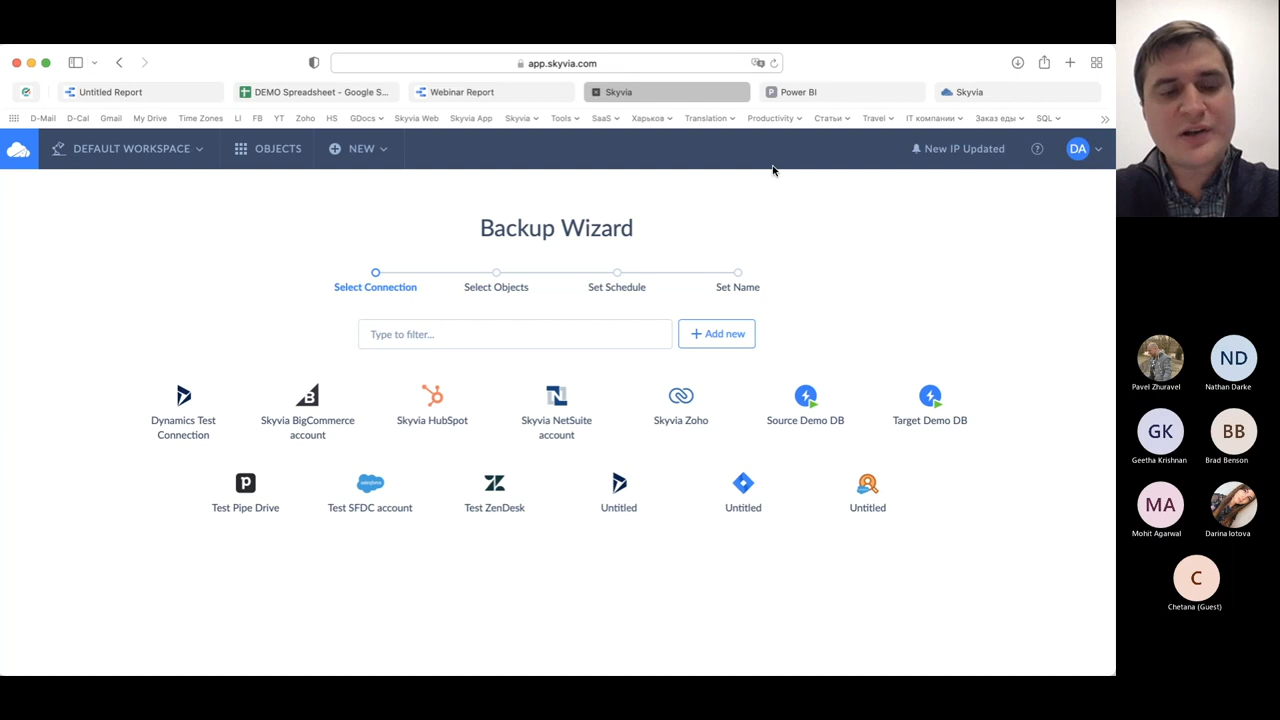 app.skyvia.com
Untitled Report
DEMO Spreadsheet - Google S...
Webinar Report
Skyvia
Power BI
Skyvia
D-Mail D-Cal Gmail My Drive Time Zones LI FB YT Zoho HS GDocs Skyvia Web Skyvia App Skyvia Tools SaaS Харьков Translation Productivity Статьи Travel IT компании Заказ еды SQL
DEFAULT WORKSPACE OBJECTS NEW New IP Updated DA
Backup Wizard
Select Connection Select Objects Set Schedule Set Name
Type to filter... + Add new
Dynamics Test Connection
Skyvia BigCommerce account
Skyvia HubSpot
Skyvia NetSuite account
Skyvia Zoho
Source Demo DB
Target Demo DB
Test Pipe Drive
Test SFDC account
Test ZenDesk
Untitled
Untitled
Untitled
Pavel Zhuravel
ND
Nathan Darke
GK
Geetha Krishnan
BB
Brad Benson
MA
Mohit Agarwal
Darina Iotova
C
Chetana (Guest)